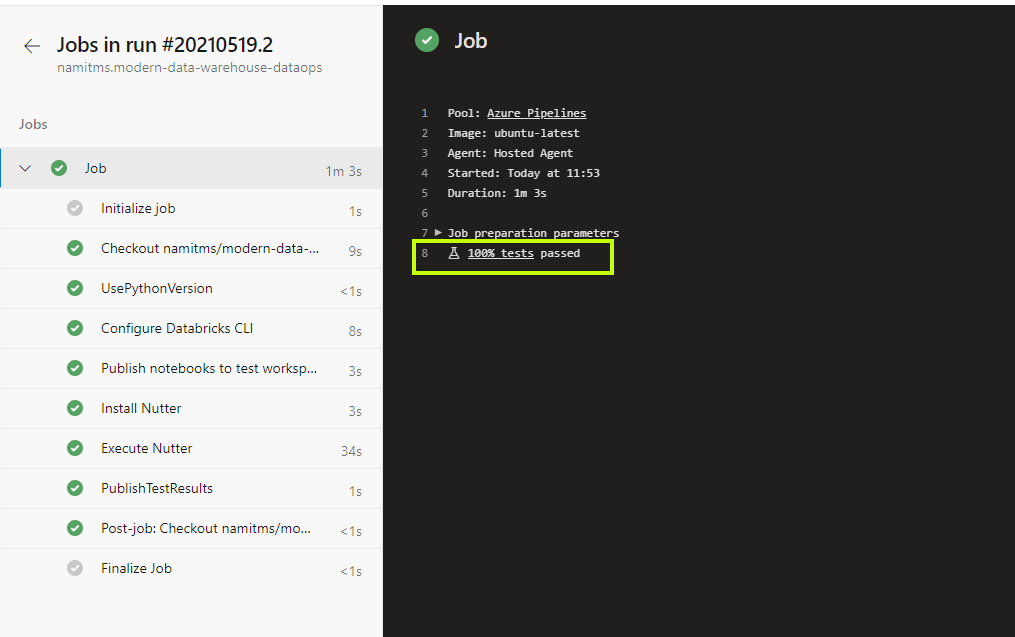 Jobs in run #20210519.2
namitms.modern-data-warehouse-dataops
Jobs
Job 1m 3s
Initialize job 1s
Checkout namitms/modern-data-... 9s
UsePythonVersion <1s
Configure Databricks CLI 8s
Publish notebooks to test worksp... 3s
Install Nutter 3s
Execute Nutter 34s
PublishTestResults 1s
Post-job: Checkout namitms/mo... <1s
Finalize Job <1s
Job
1 Pool: Azure Pipelines
2 Image: ubuntu-latest
3 Agent: Hosted Agent
4 Started: Today at 11:53
5 Duration: 1m 3s
6
7 Job preparation parameters
8 100% tests passed